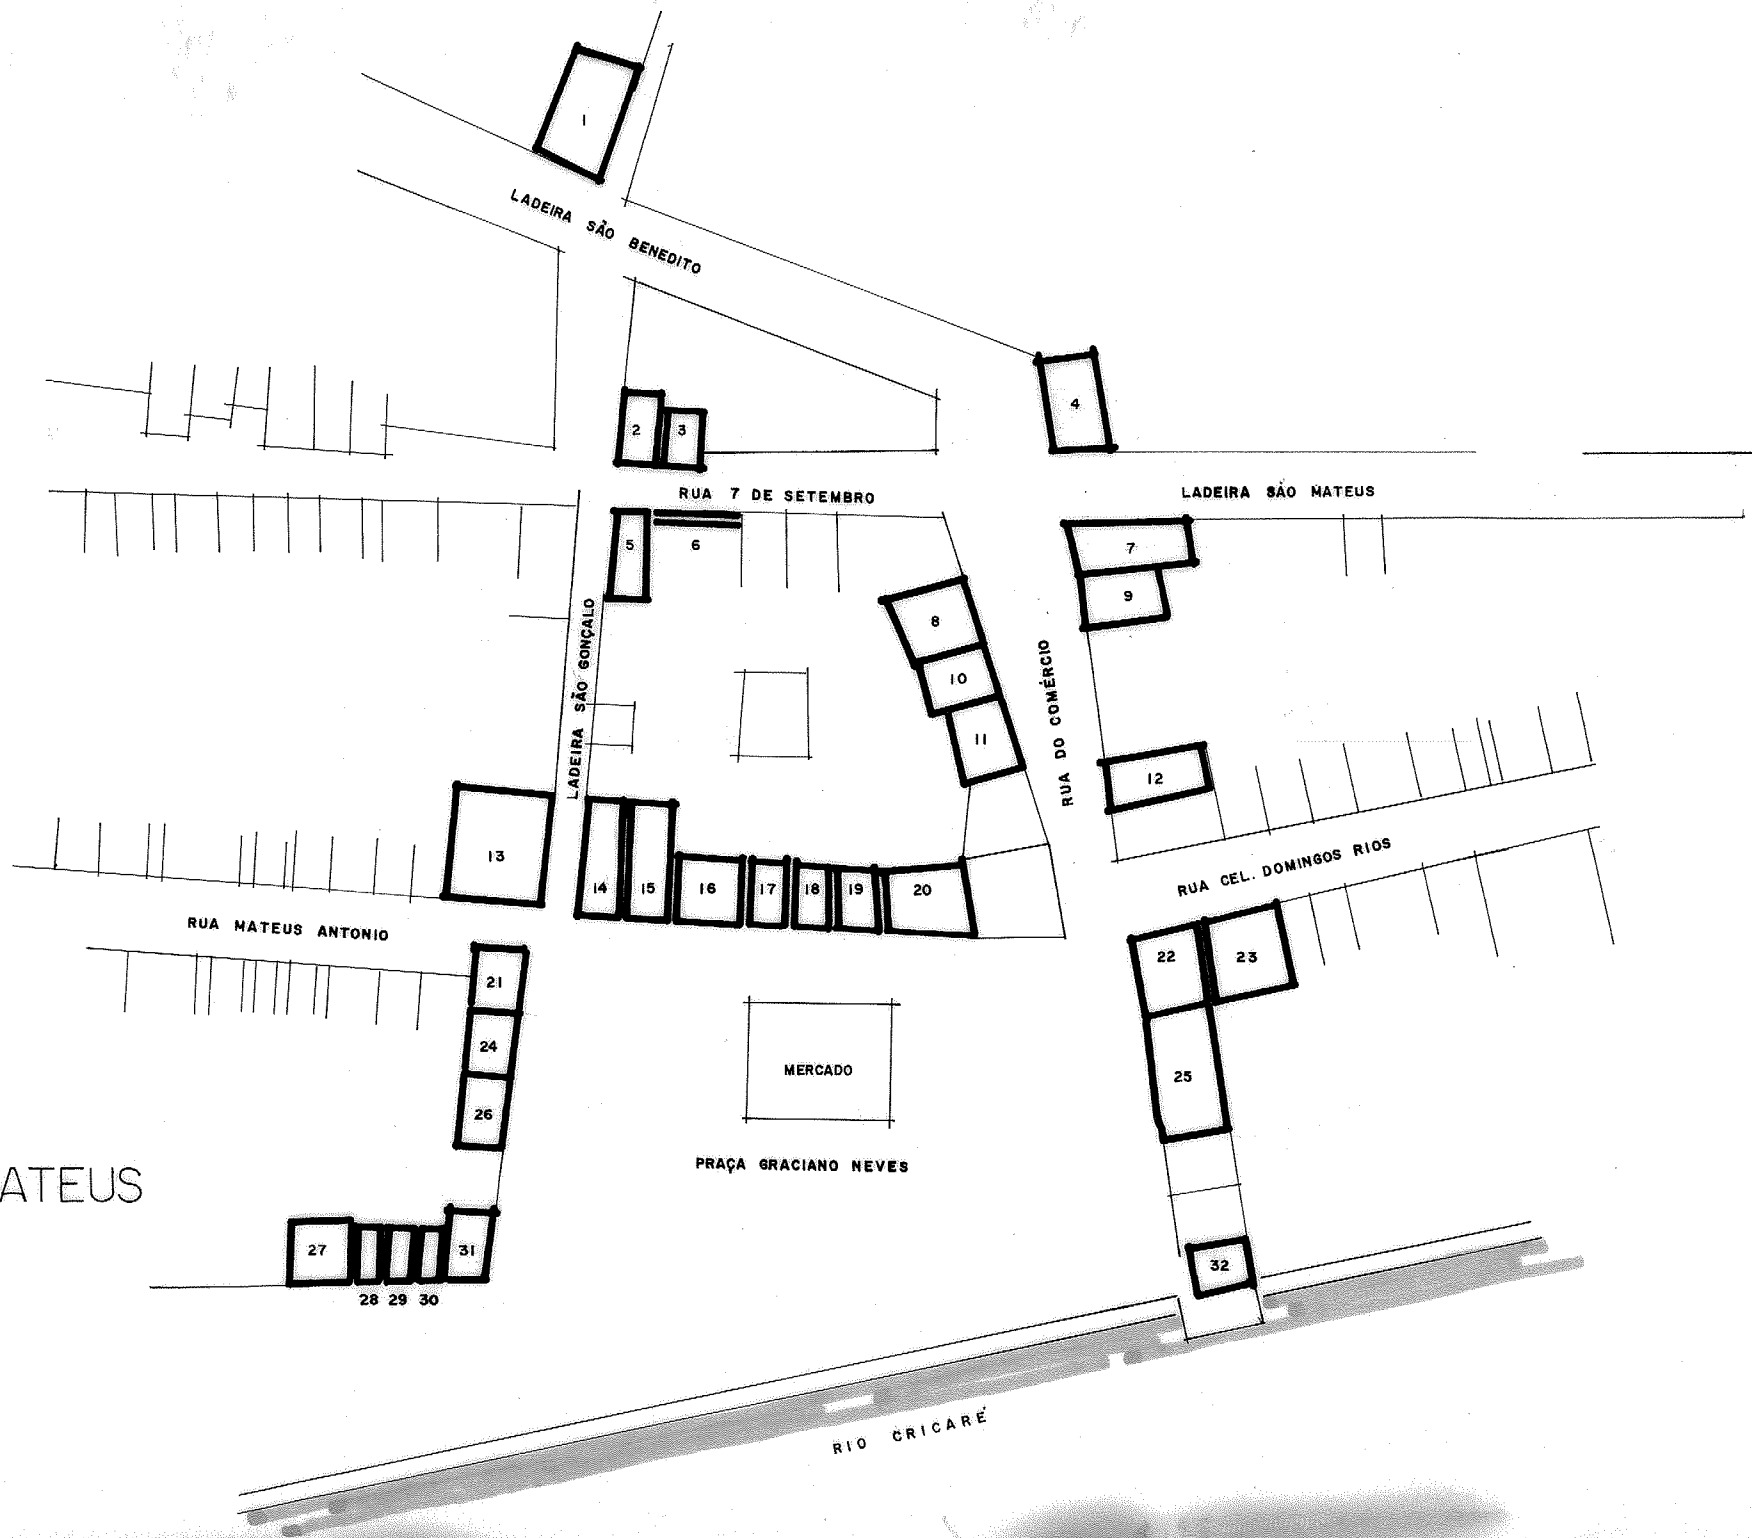 1
LADEIRA SÃO BENEDITO
4
2
3
RUA 7 DE SETEMBRO
LADEIRA SÃO MATEUS
5
6
7
9
8
10
11
LADEIRA SÃO GONÇALO
RUA DO COMÉRCIO
12
13
14
15
16
17
18
19
20
RUA CEL. DOMINGOS RIOS
RUA MATEUS ANTONIO
21
22
23
24
25
26
MERCADO
PRAÇA GRACIANO NEVES
ATEUS
27
28
29
30
31
32
RIO CRICARÉ